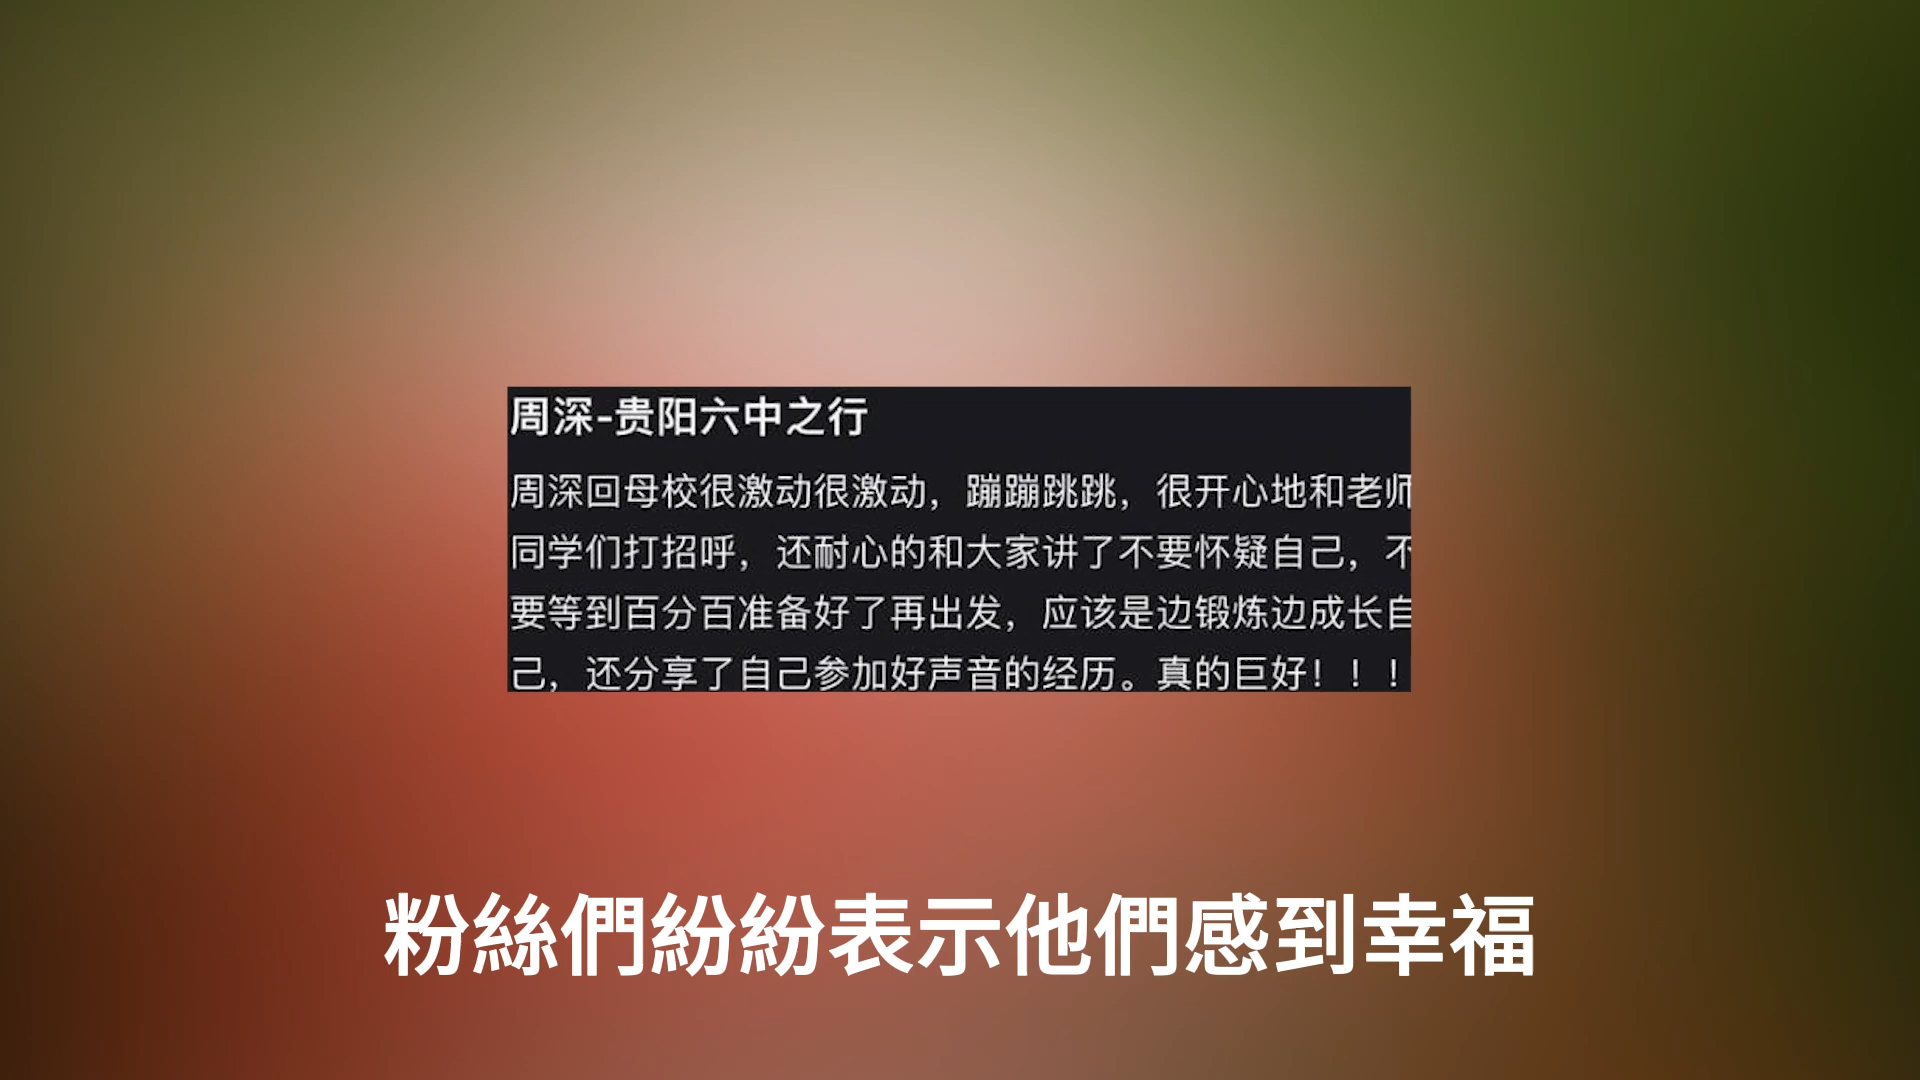 周深-贵阳六中之行
周深回母校很激动很激动，蹦蹦跳跳，很开心地和老师
同学们打招呼，还耐心的和大家讲了不要怀疑自己，不
要等到百分百准备好了再出发，应该是边锻炼边成长自
己，还分享了自己参加好声音的经历。真的巨好！！！
粉絲們紛紛表示他們感到幸福